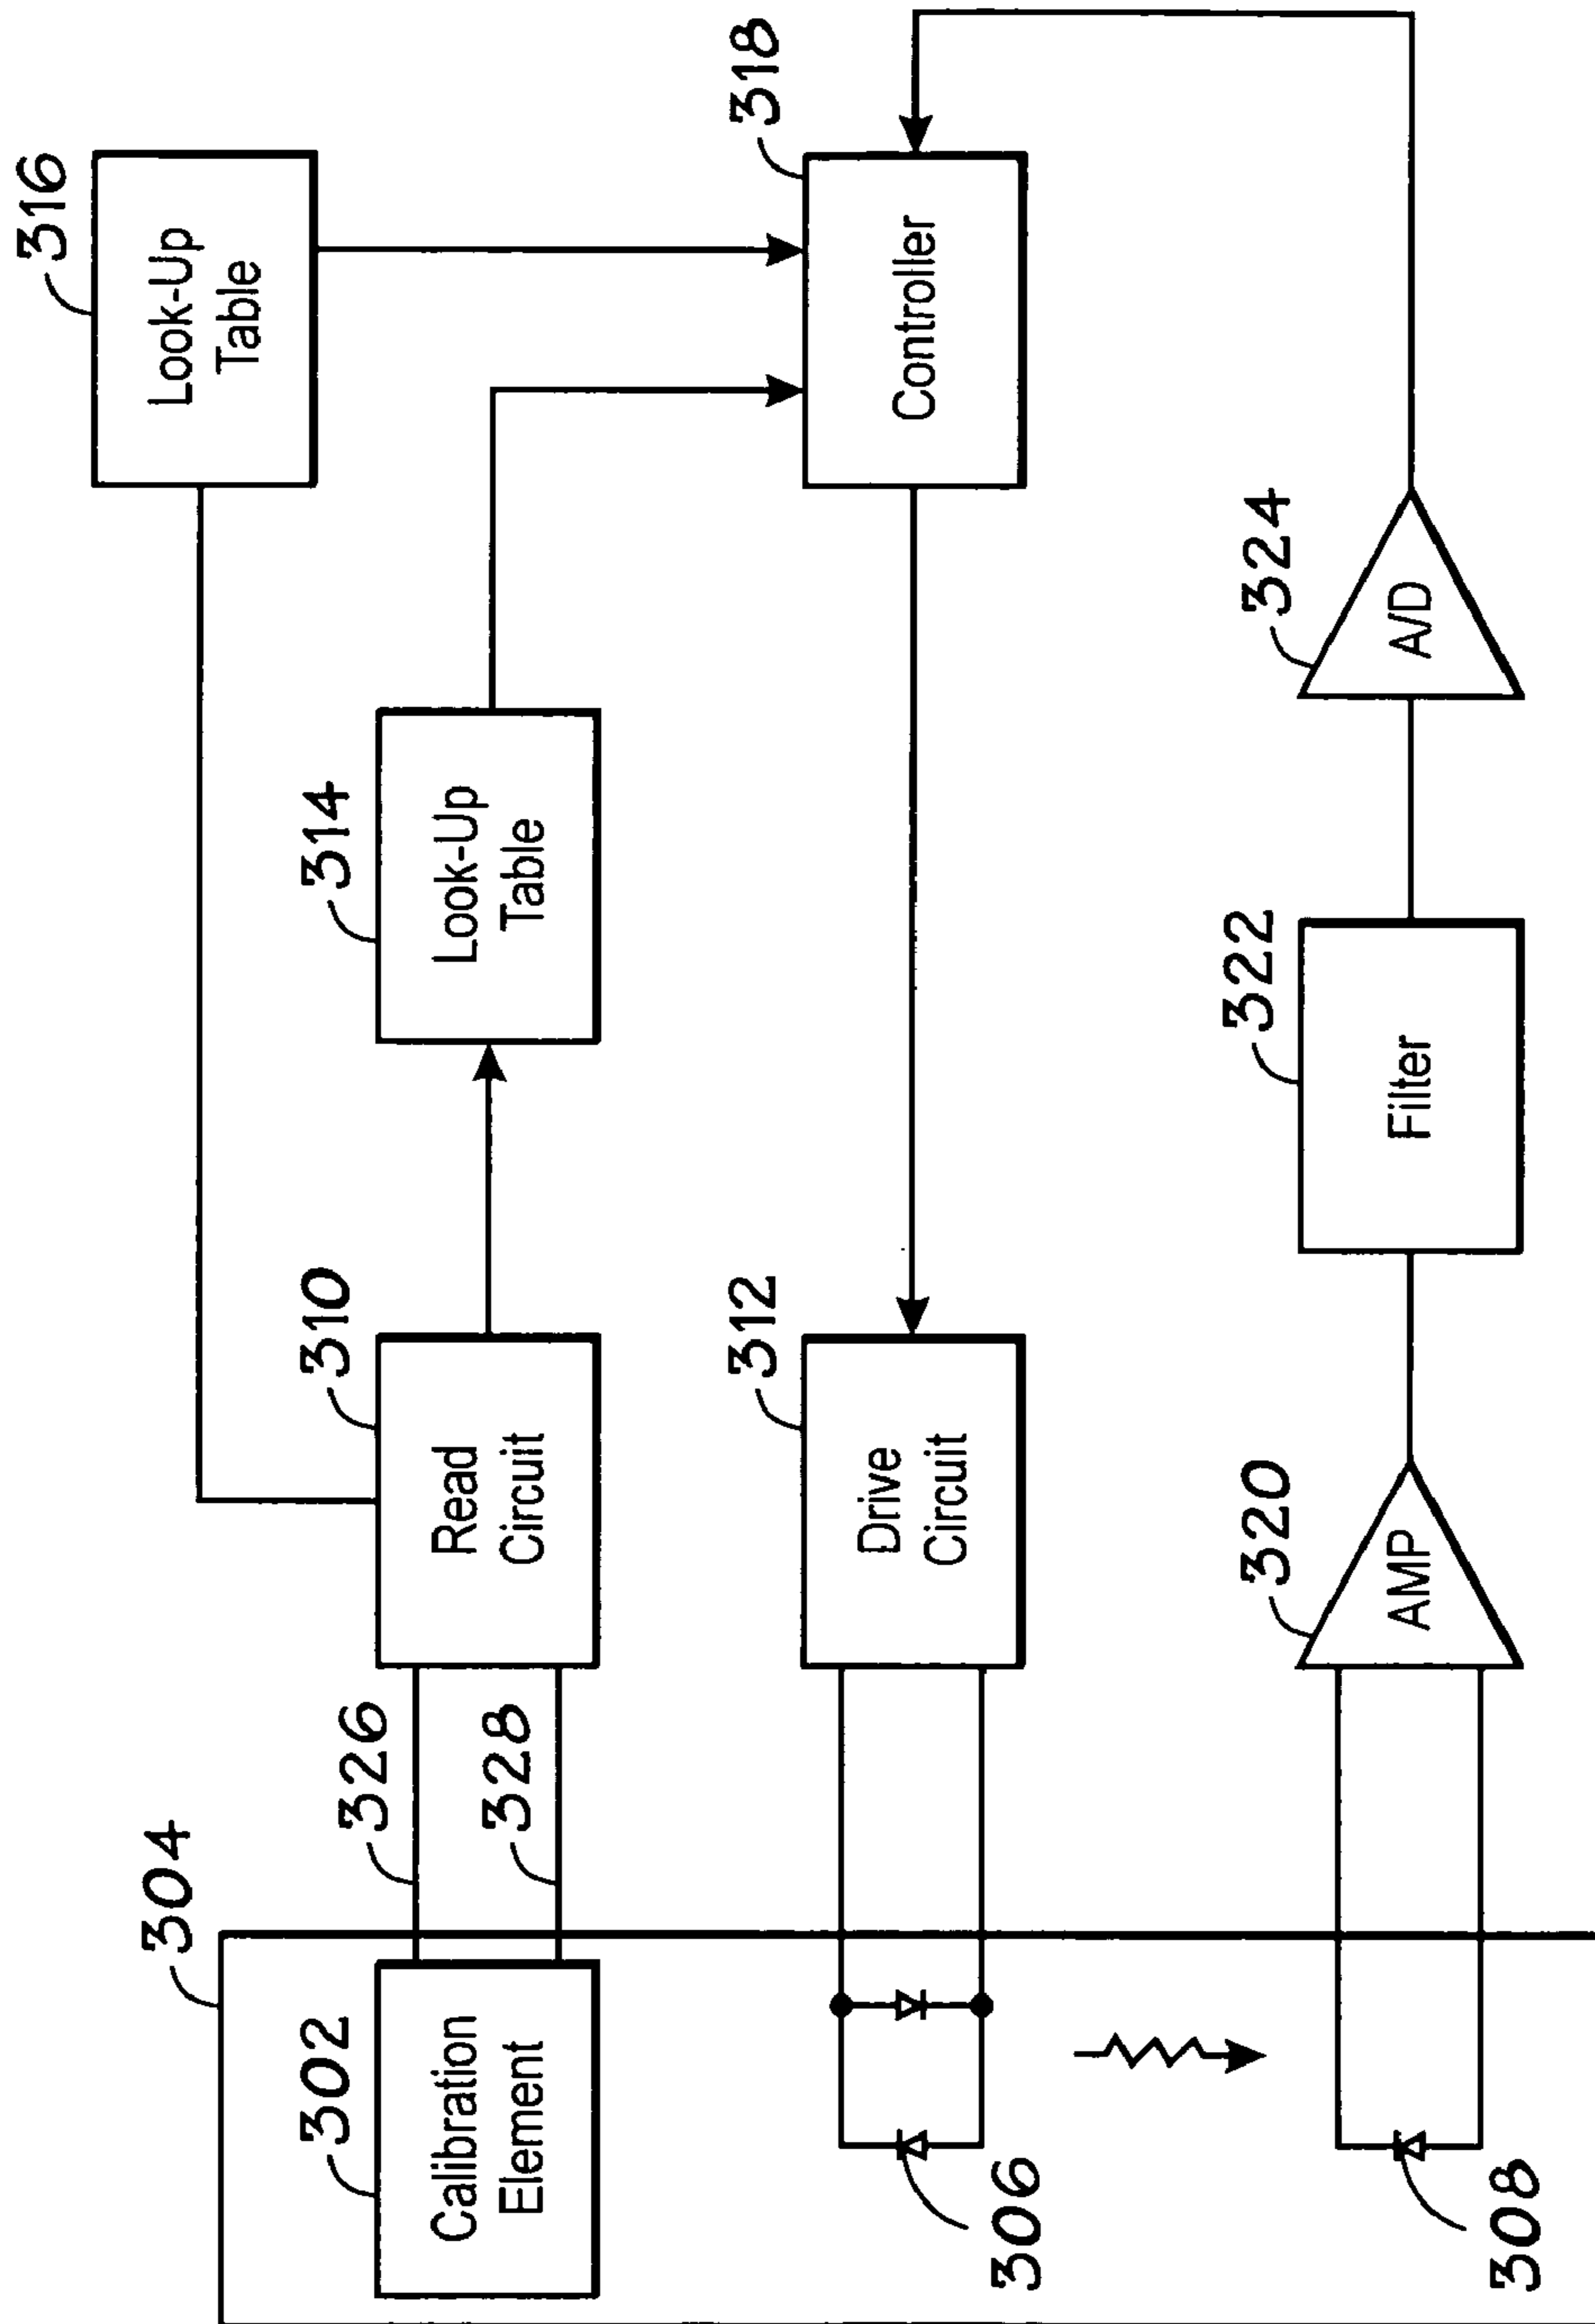 316
Look-Up
Table
304
302
Calibration
Element
326
328
310
Read
Circuit
314
Look-Up
Table
318
Controller
312
Drive
Circuit
306
308
320
AMP
322
Filter
324
A/D